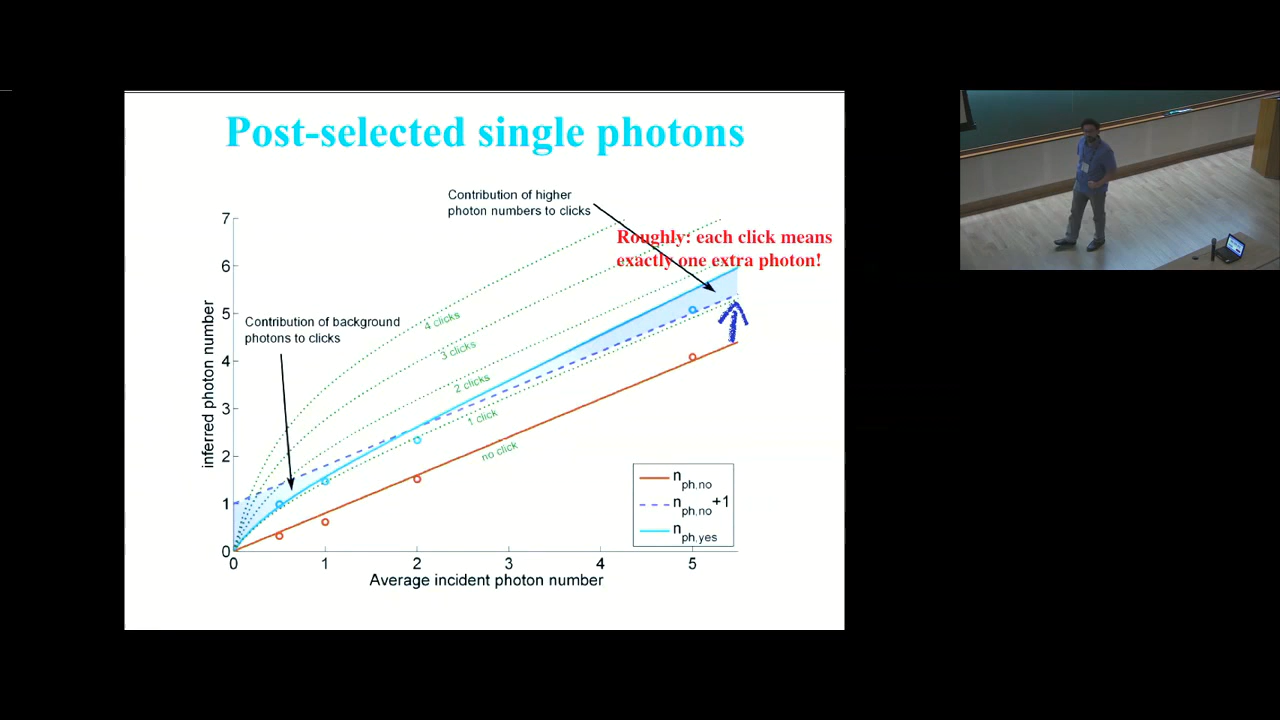 Post-selected single photons
Contribution of higher
photon numbers to clicks
Roughly: each click means
exactly one extra photon!
Contribution of background
photons to clicks
4 clicks
3 clicks
2 clicks
1 click
no click
inferred photon number
7
6
5
4
3
2
1
0
0 1 2 3 4 5
Average incident photon number
n_ph,no
n_ph,no+1
n_ph,yes